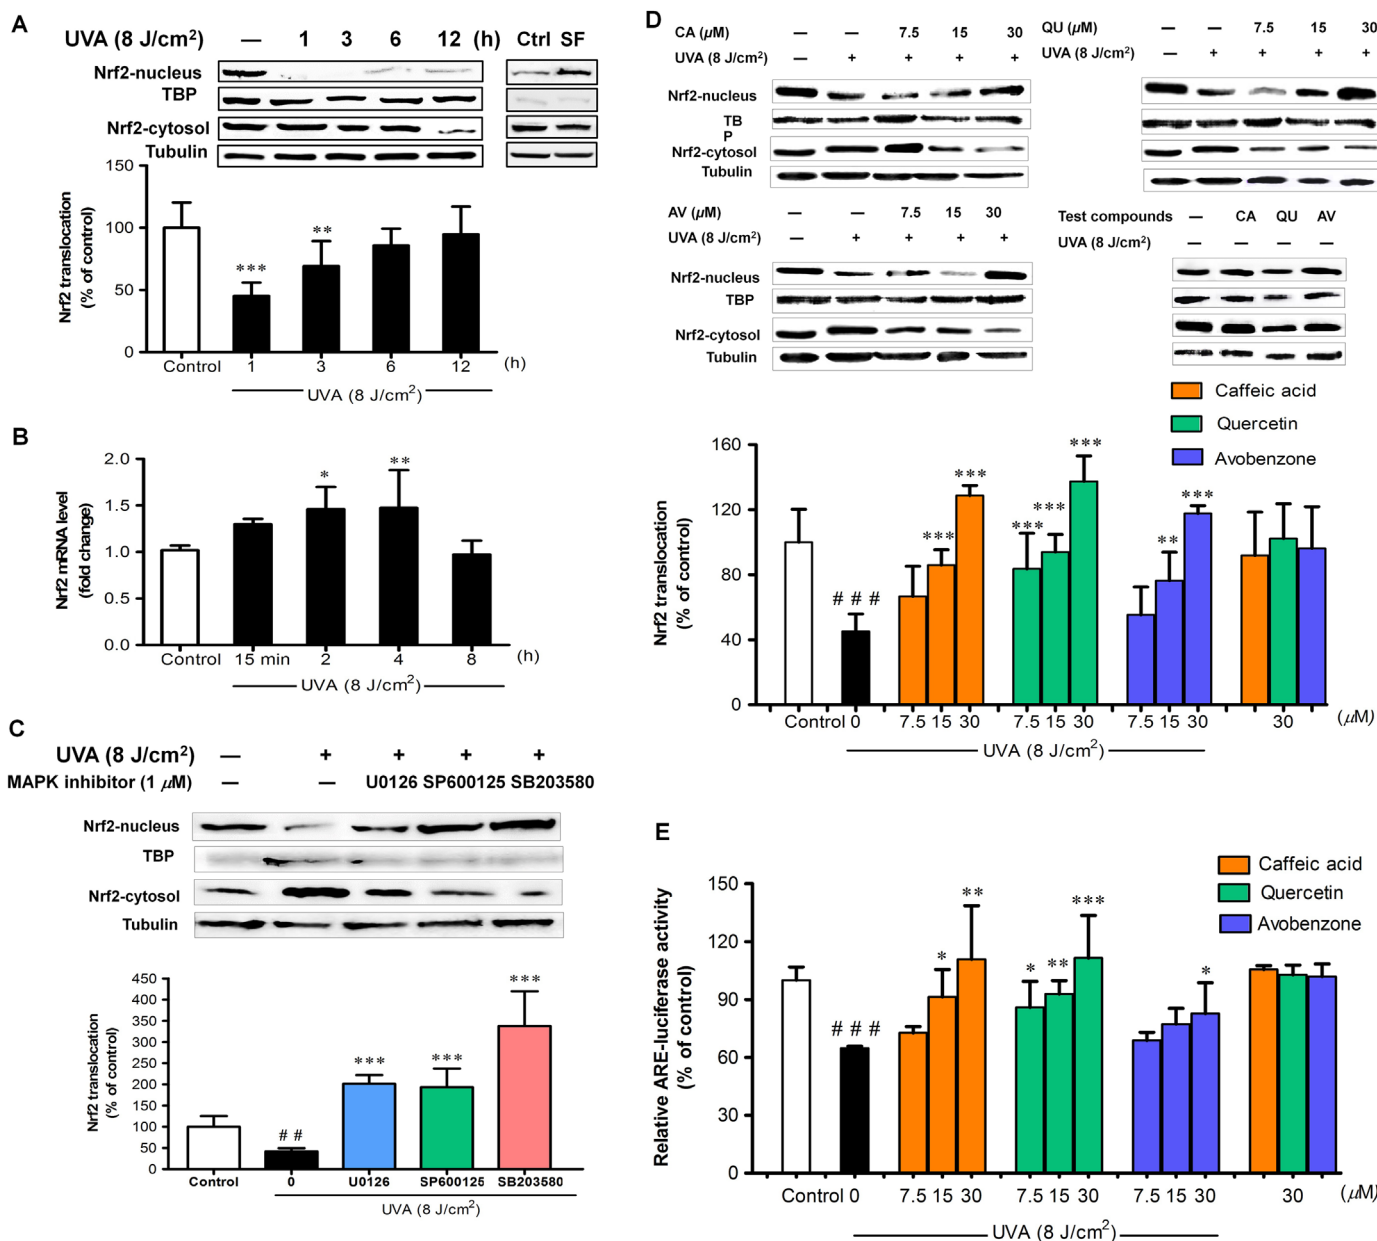 A
UVA (8 J/cm²) — 1 3 6 12 (h) Ctrl SF
Nrf2-nucleus
TBP
Nrf2-cytosol
Tubulin
Nrf2 translocation
(% of control)
150
100
50
0
*** **
Control 1 3 6 12 (h)
UVA (8 J/cm²)
B
Nrf2 mRNA level
(fold change)
2.0
1.5
1.0
0.5
0.0
* **
Control 15 min 2 4 8 (h)
UVA (8 J/cm²)
C
UVA (8 J/cm²) — + + + +
MAPK inhibitor (1 µM) — — U0126 SP600125 SB203580
Nrf2-nucleus
TBP
Nrf2-cytosol
Tubulin
Nrf2 translocation
(% of control)
450
400
350
300
250
200
150
100
50
0
# # *** *** ***
Control 0 U0126 SP600125 SB203580
UVA (8 J/cm²)
D
CA (µM) — — 7.5 15 30
UVA (8 J/cm²) — + + + +
Nrf2-nucleus
TB
P
Nrf2-cytosol
Tubulin
QU (µM) — — 7.5 15 30
UVA (8 J/cm²) — + + + +
AV (µM) — — 7.5 15 30
UVA (8 J/cm²) — + + + +
Nrf2-nucleus
TBP
Nrf2-cytosol
Tubulin
Test compounds — CA QU AV
UVA (8 J/cm²) — — — —
Caffeic acid
Quercetin
Avobenzone
Nrf2 translocation
(% of control)
160
120
80
40
0
# # # *** *** *** *** *** ** ***
Control 0 7.5 15 30 7.5 15 30 7.5 15 30 30 (µM)
UVA (8 J/cm²)
E
Caffeic acid
Quercetin
Avobenzone
Relative ARE-luciferase activity
(% of control)
150
120
90
60
30
0
# # # * ** * ** *** *
Control 0 7.5 15 30 7.5 15 30 7.5 15 30 30 (µM)
UVA (8 J/cm²)